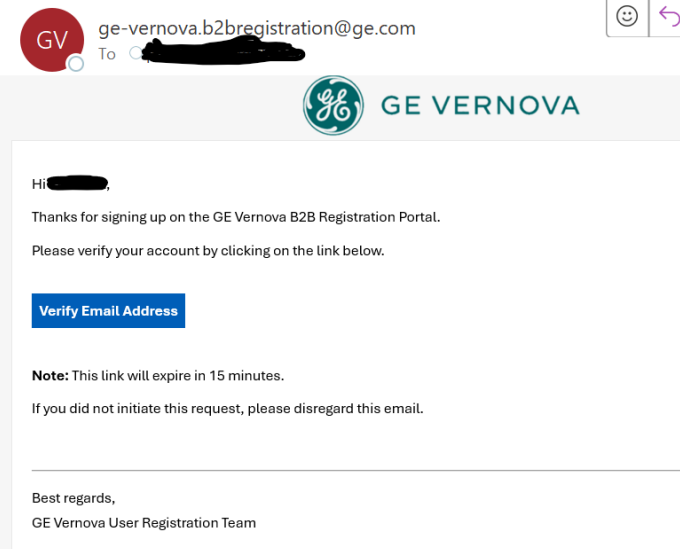 GV
ge-vernova.b2bregistration@ge.com
To
GE GE VERNOVA
Hi ,
Thanks for signing up on the GE Vernova B2B Registration Portal.
Please verify your account by clicking on the link below.
Verify Email Address
Note: This link will expire in 15 minutes.
If you did not initiate this request, please disregard this email.
Best regards,
GE Vernova User Registration Team